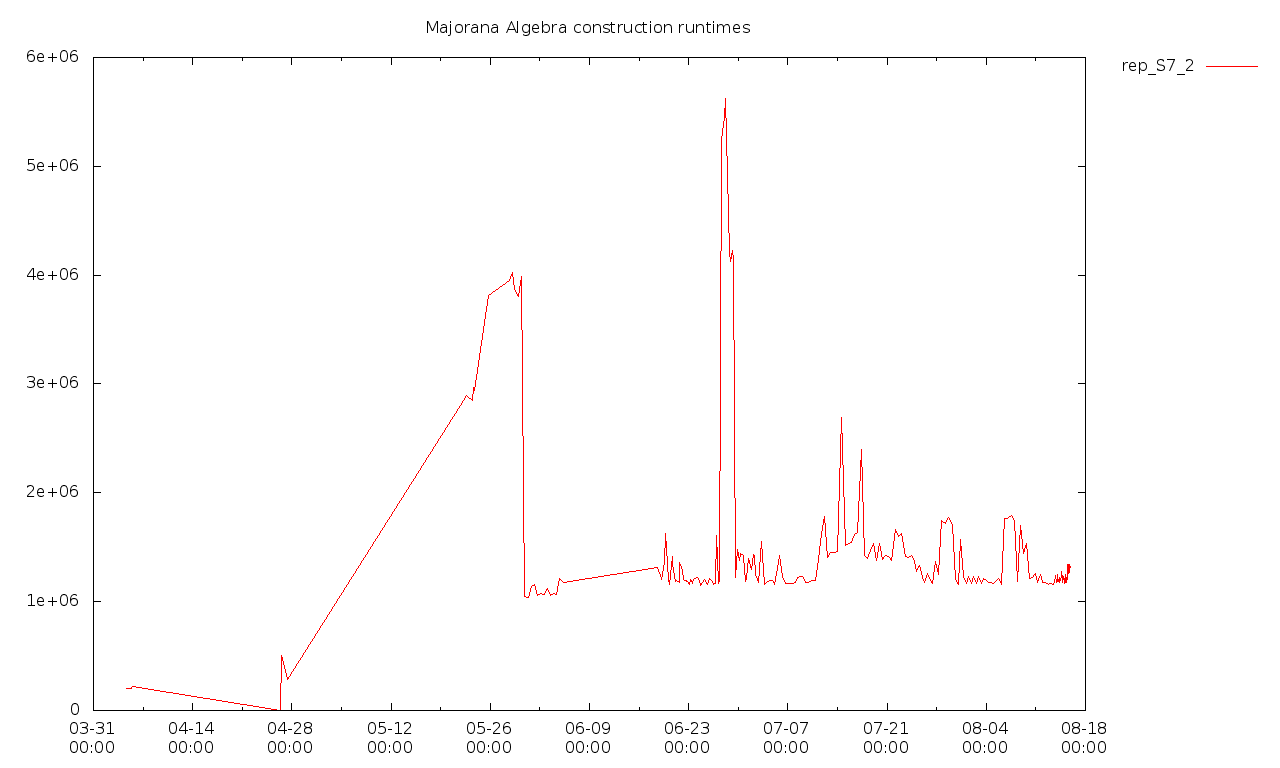 Majorana Algebra construction runtimes
rep_S7_2
6e+06
5e+06
4e+06
3e+06
2e+06
1e+06
0
03-31 04-14 04-28 05-12 05-26 06-09 06-23 07-07 07-21 08-04 08-18
00:00 00:00 00:00 00:00 00:00 00:00 00:00 00:00 00:00 00:00 00:00